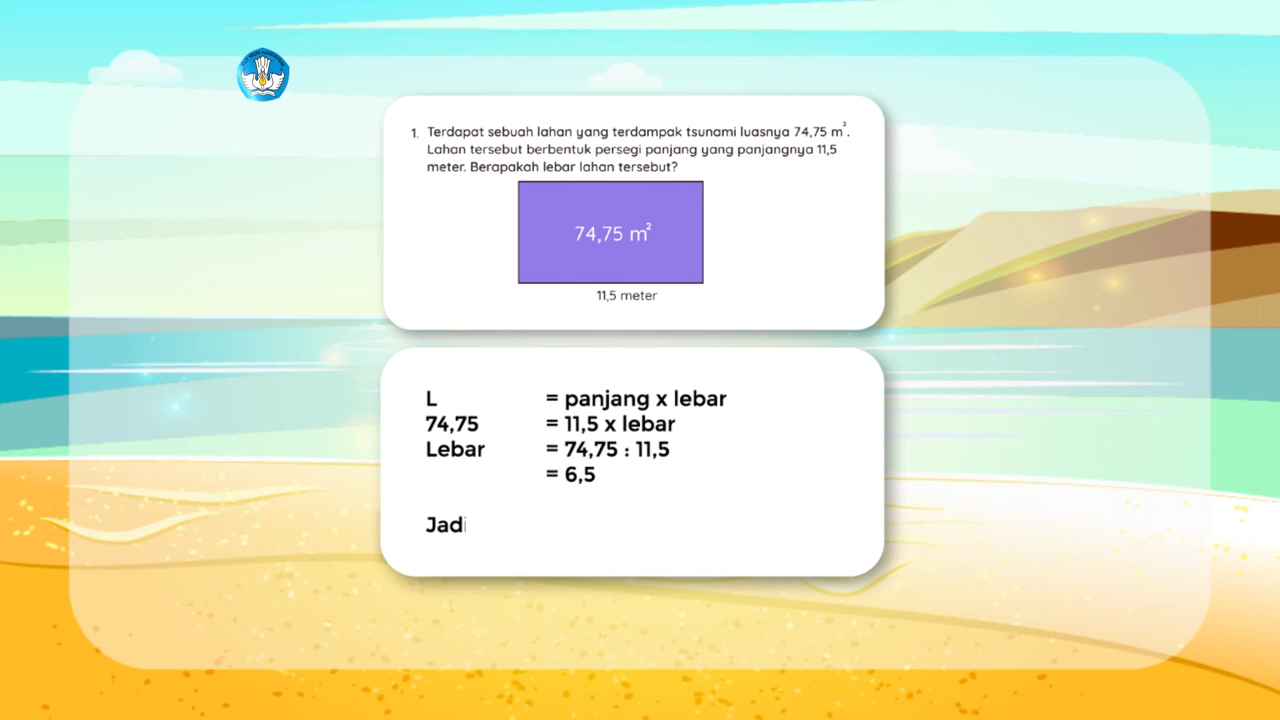 1. Terdapat sebuah lahan yang terdampak tsunami luasnya 74,75 m².
Lahan tersebut berbentuk persegi panjang yang panjangnya 11,5
meter. Berapakah lebar lahan tersebut?
74,75 m²
11,5 meter
L = panjang x lebar
74,75 = 11,5 x lebar
Lebar = 74,75 : 11,5
= 6,5
Jadi